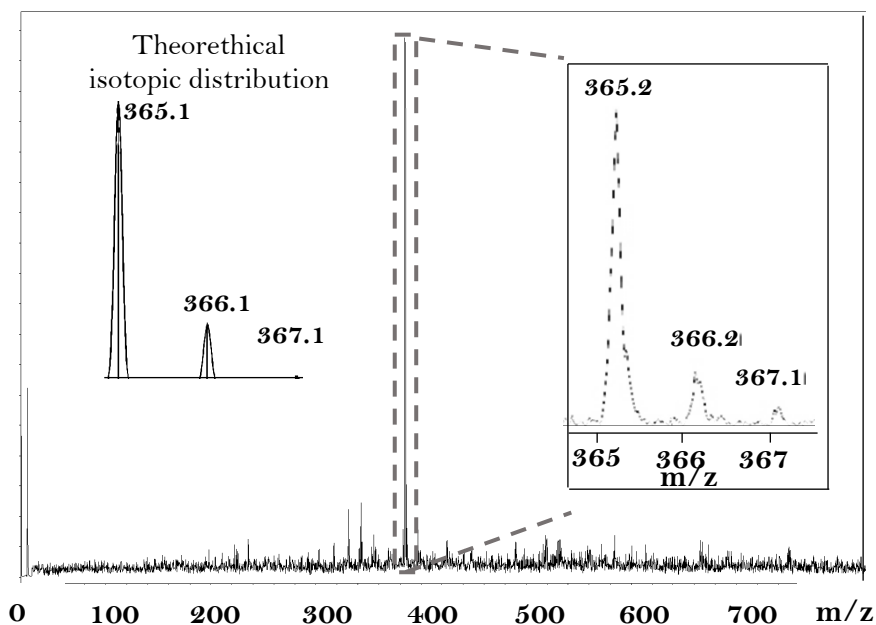 Theorethical
isotopic distribution
365.1
366.1
367.1
365.2
366.2
367.1
365 366 367
m/z
0 100 200 300 400 500 600 700 m/z